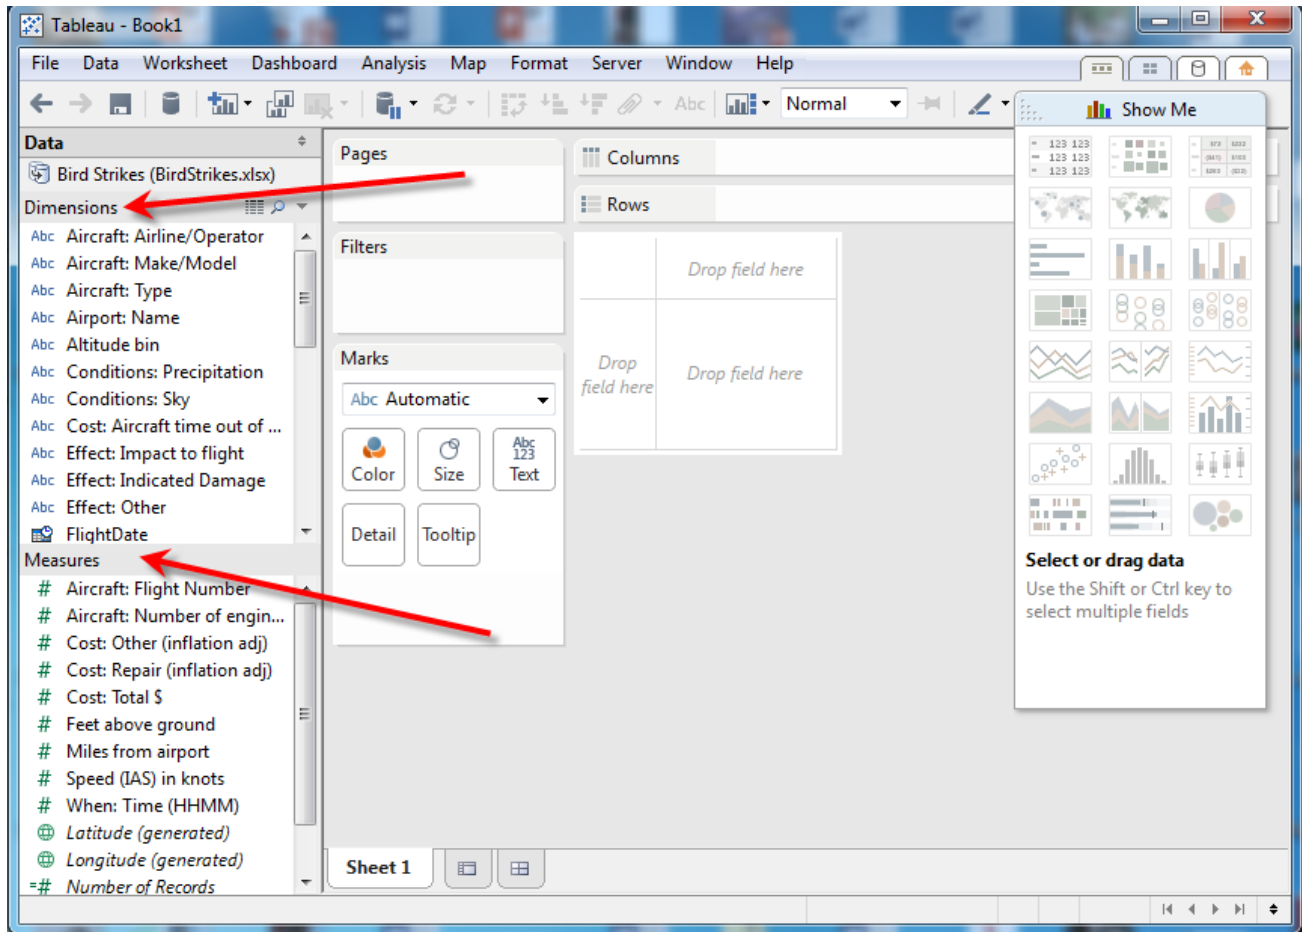 Tableau - Book1
File Data Worksheet Dashboard Analysis Map Format Server Window Help
Abc Normal
Data
Bird Strikes (BirdStrikes.xlsx)
Dimensions
Abc Aircraft: Airline/Operator
Abc Aircraft: Make/Model
Abc Aircraft: Type
Abc Airport: Name
Abc Altitude bin
Abc Conditions: Precipitation
Abc Conditions: Sky
Abc Cost: Aircraft time out of ...
Abc Effect: Impact to flight
Abc Effect: Indicated Damage
Abc Effect: Other
FlightDate
Measures
# Aircraft: Flight Number
# Aircraft: Number of engin...
# Cost: Other (inflation adj)
# Cost: Repair (inflation adj)
# Cost: Total $
# Feet above ground
# Miles from airport
# Speed (IAS) in knots
# When: Time (HHMM)
Latitude (generated)
Longitude (generated)
=# Number of Records
Pages
Filters
Marks
Abc Automatic
Color
Size
Abc
123
Text
Detail
Tooltip
Columns
Rows
Drop field here
Drop
field here
Drop field here
Show Me
123 123
123 123
123 123
Select or drag data
Use the Shift or Ctrl key to
select multiple fields
Sheet 1